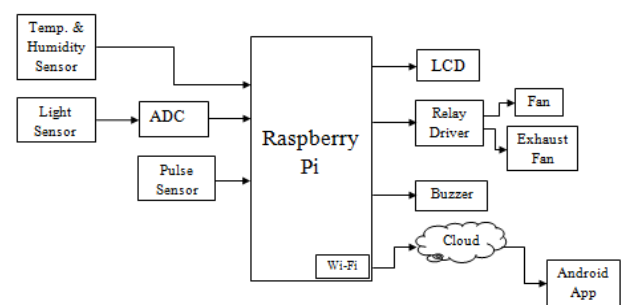 Temp. &
Humidity
Sensor
Light
Sensor
ADC
Pulse
Sensor
Raspberry
Pi
Wi-Fi
LCD
Relay
Driver
Fan
Exhaust
Fan
Buzzer
Cloud
Android
App